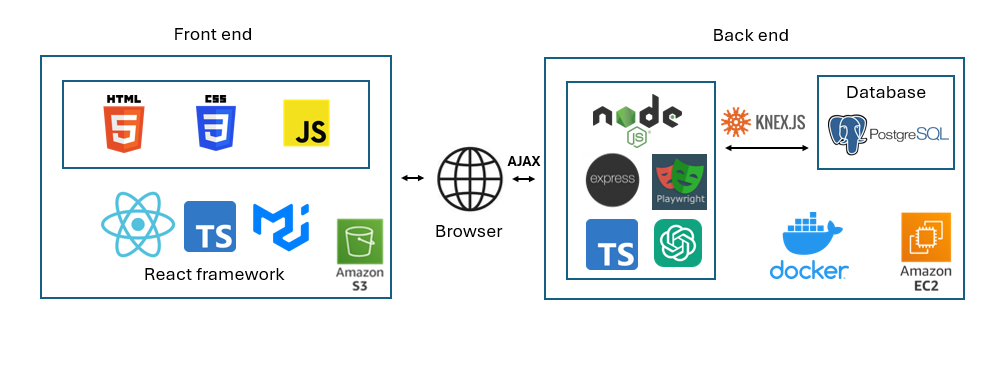 Front end
HTML
5
CSS
3
JS
React framework
TS
Amazon
S3
Browser
AJAX
Back end
node
JS
express
Playwright
TS
KNEX.JS
Database
PostgreSQL
docker
Amazon
EC2